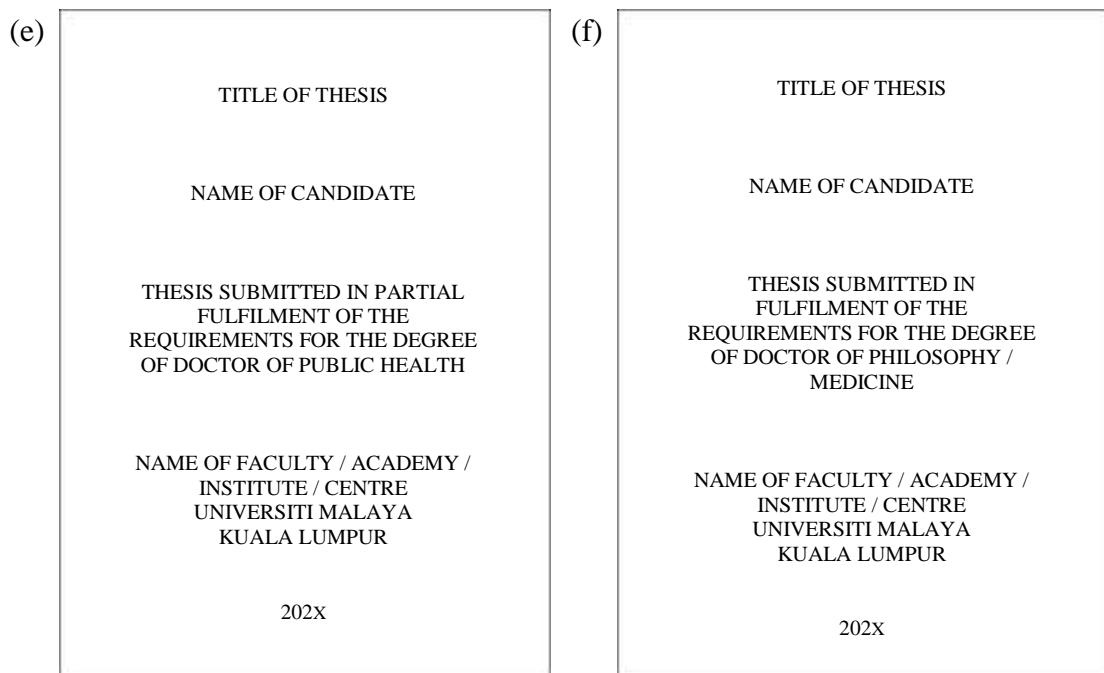 (e)
TITLE OF THESIS
NAME OF CANDIDATE
THESIS SUBMITTED IN PARTIAL
FULFILMENT OF THE
REQUIREMENTS FOR THE DEGREE
OF DOCTOR OF PUBLIC HEALTH
NAME OF FACULTY / ACADEMY /
INSTITUTE / CENTRE
UNIVERSITI MALAYA
KUALA LUMPUR
202X
(f)
TITLE OF THESIS
NAME OF CANDIDATE
THESIS SUBMITTED IN
FULFILMENT OF THE
REQUIREMENTS FOR THE DEGREE
OF DOCTOR OF PHILOSOPHY /
MEDICINE
NAME OF FACULTY / ACADEMY /
INSTITUTE / CENTRE
UNIVERSITI MALAYA
KUALA LUMPUR
202X